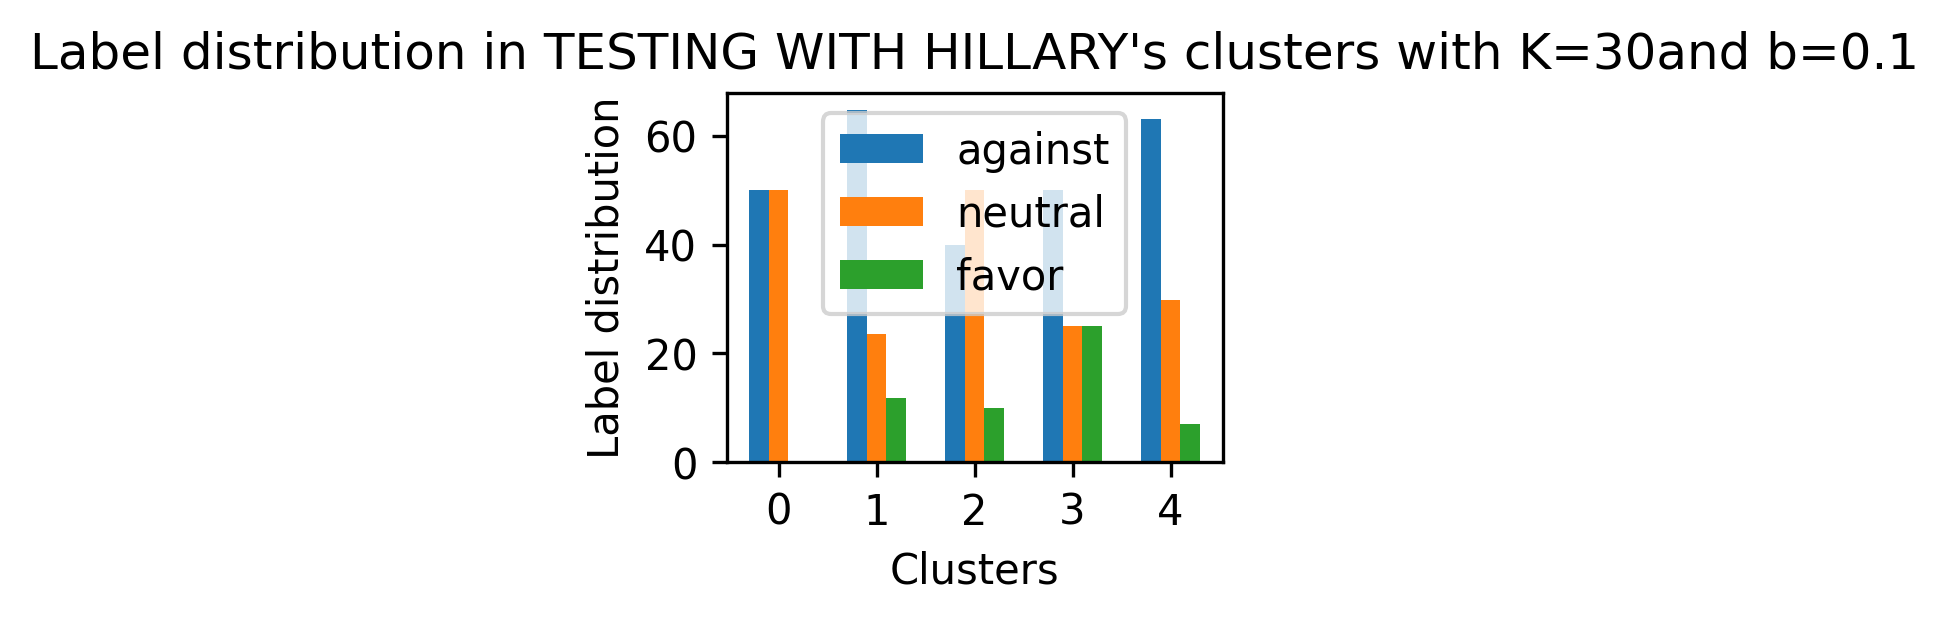 Label distribution in TESTING WITH HILLARY's clusters with K=30and b=0.1
Label distribution
60
40
20
0
against
neutral
favor
0 1 2 3 4
Clusters